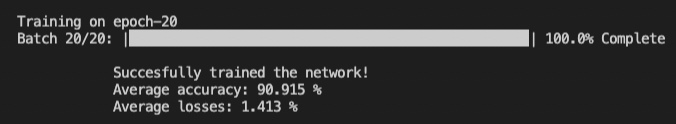 Training on epoch-20
Batch 20/20: || 100.0% Complete
Succesfully trained the network!
Average accuracy: 90.915 %
Average losses: 1.413 %